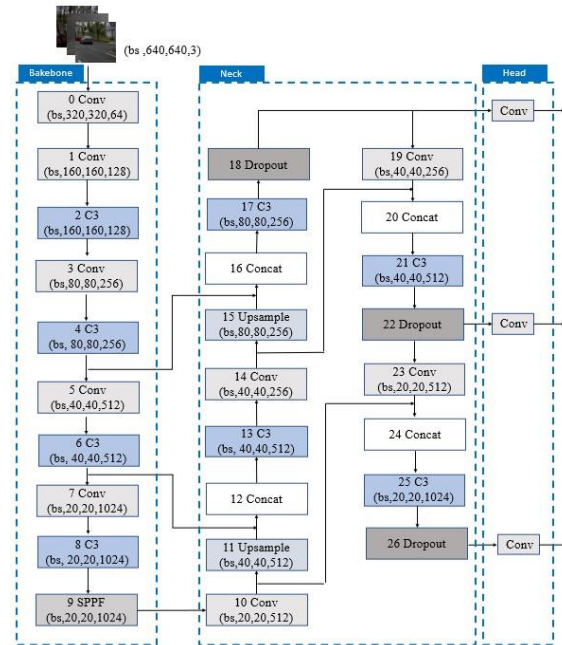 (bs ,640,640,3)
Bakebone
0 Conv
(bs,320,320,64)
1 Conv
(bs,160,160,128)
2 C3
(bs,160,160,128)
3 Conv
(bs,80,80,256)
4 C3
(bs, 80,80,256)
5 Conv
(bs,40,40,512)
6 C3
(bs, 40,40,512)
7 Conv
(bs,20,20,1024)
8 C3
(bs, 20,20,1024)
9 SPPF
(bs,20,20,1024)
Neck
18 Dropout
17 C3
(bs,80,80,256)
16 Concat
15 Upsample
(bs,80,80,256)
14 Conv
(bs,40,40,256)
13 C3
(bs, 40,40,512)
12 Concat
11 Upsample
(bs,40,40,512)
10 Conv
(bs,20,20,512)
19 Conv
(bs,40,40,256)
20 Concat
21 C3
(bs,40,40,512)
22 Dropout
23 Conv
(bs,20,20,512)
24 Concat
25 C3
(bs,20,20,1024)
26 Dropout
Head
Conv
Conv
Conv